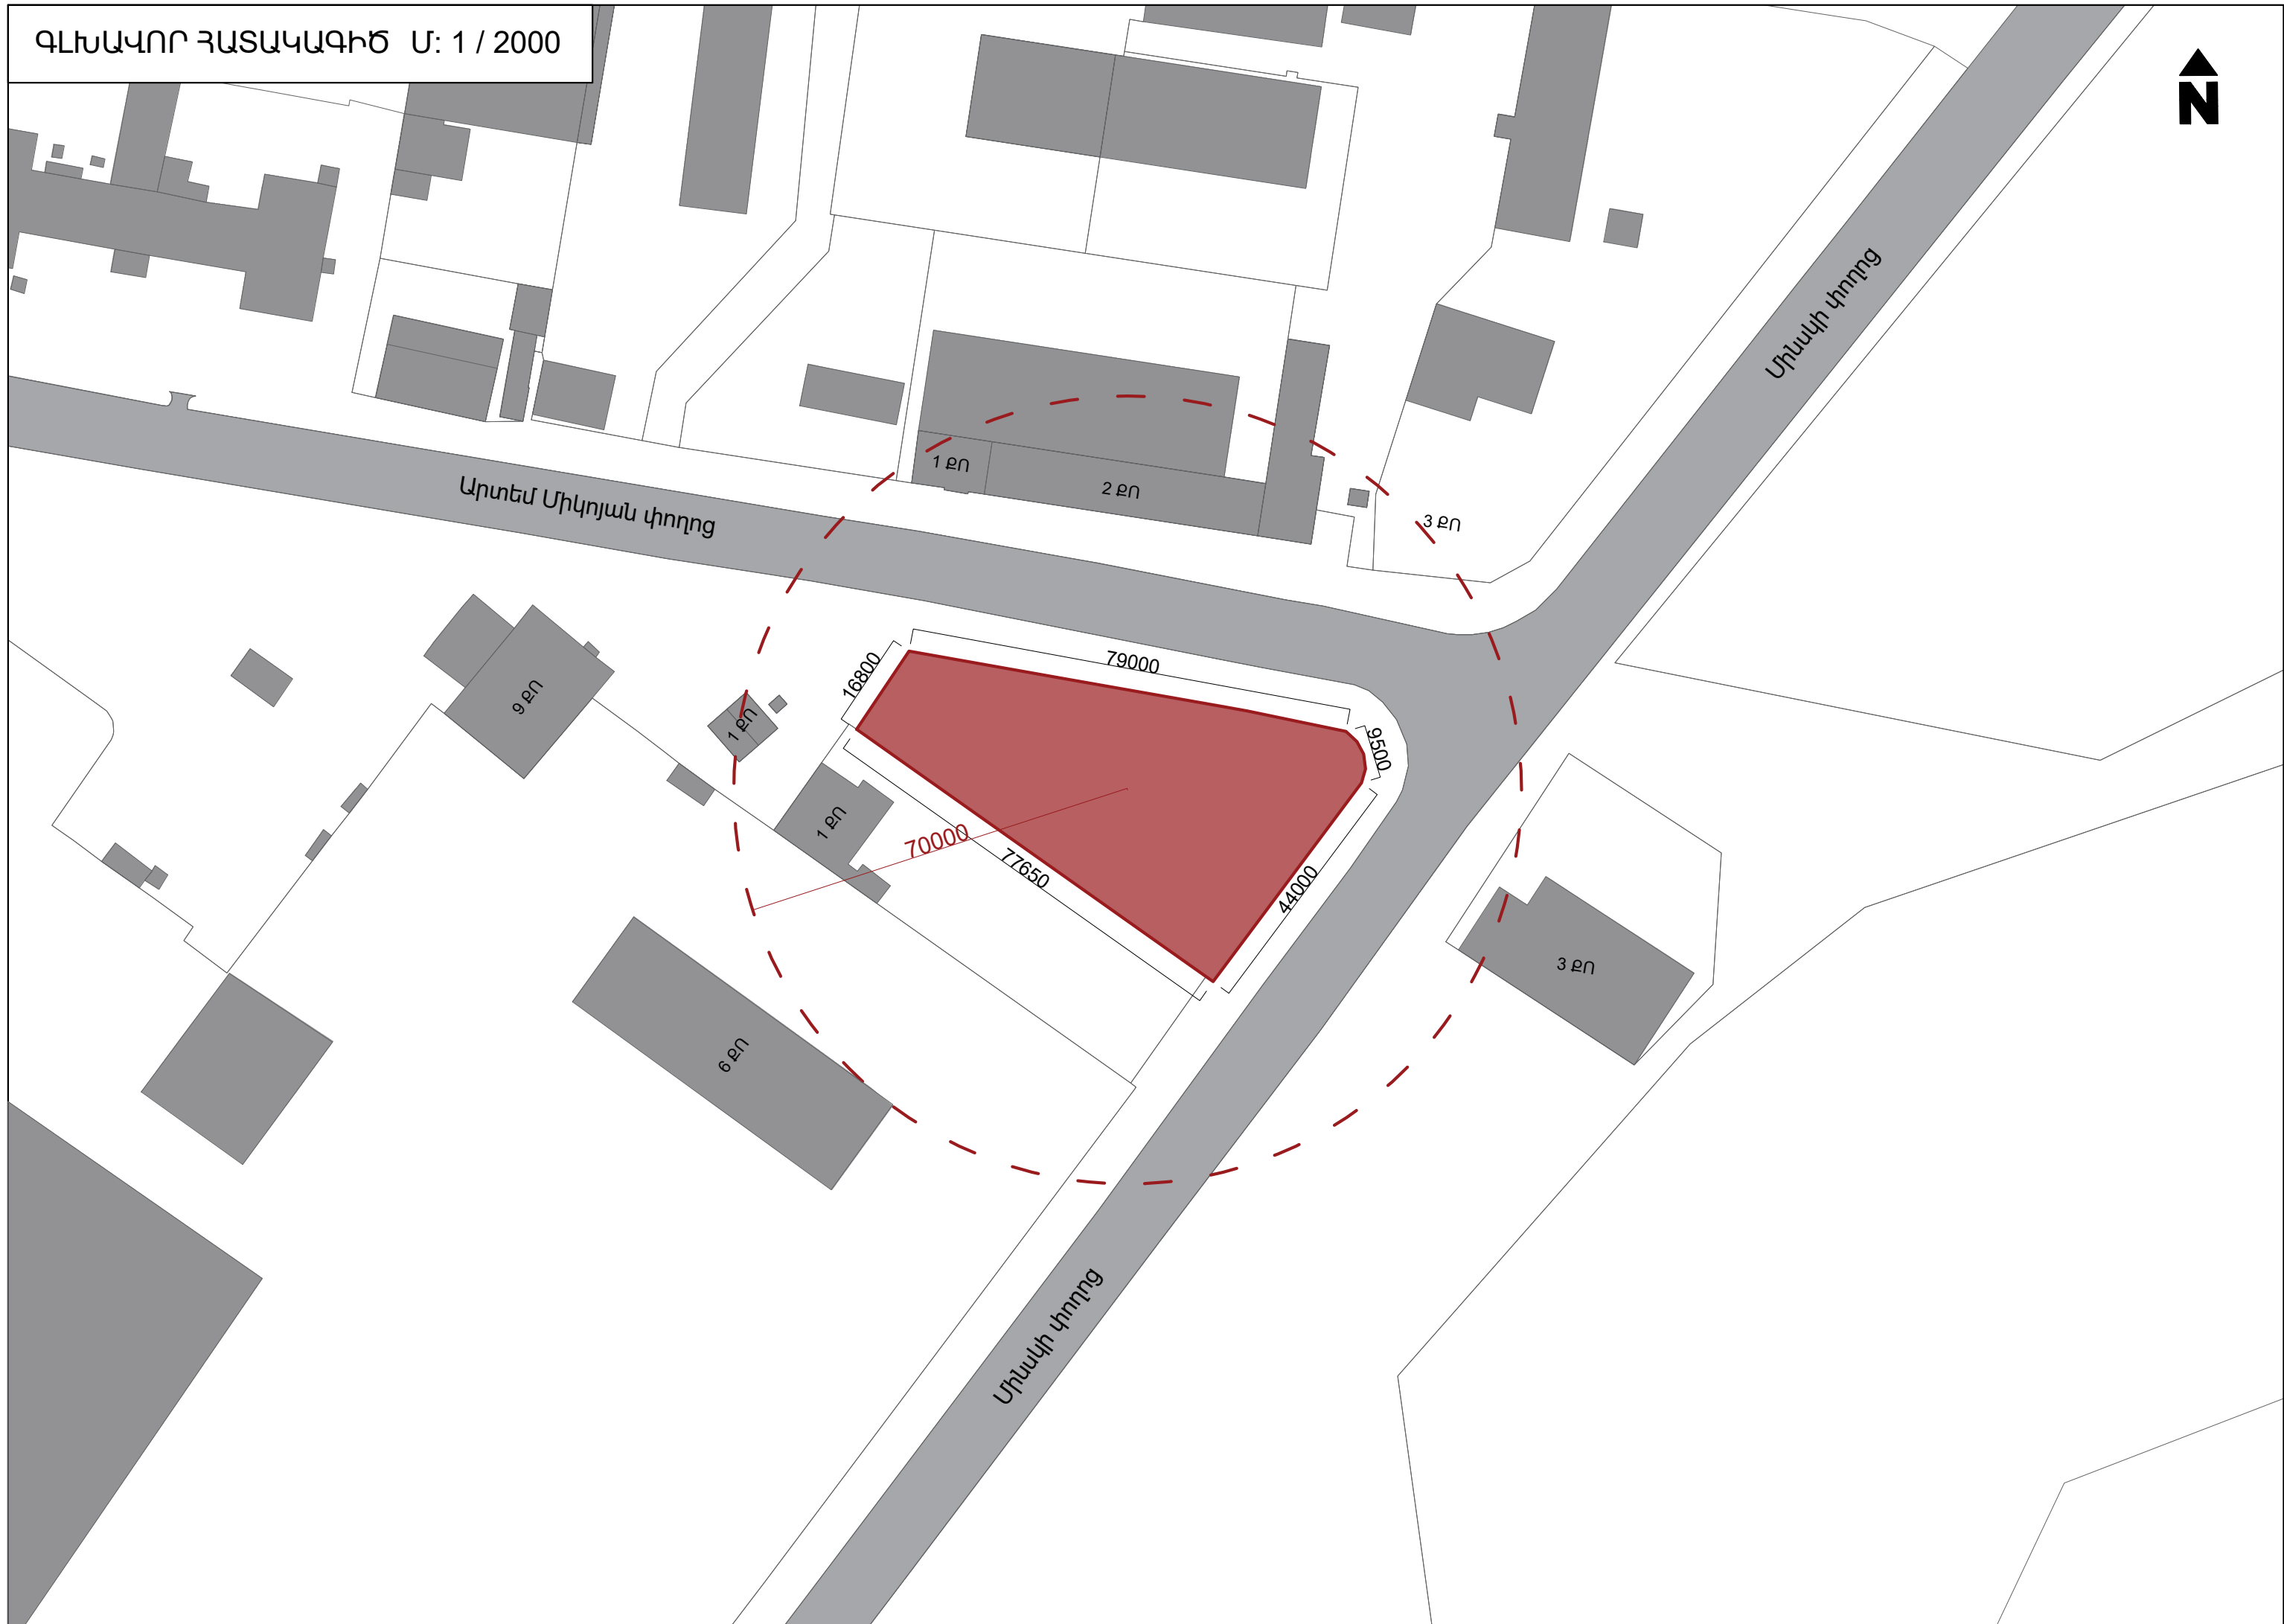 ԳԼԽԱՎՈՐ ՀԱՏԱԿԱԳԻԾ Մ: 1 / 2000
N
Մինսկի փողոց
1 ՔՈ
2 ՔՈ
Արտեմ Միկոյան փողոց
3 ՔՈ
79000
16800
9 ՔՈ
1 ՔՈ
9500
1 ՔՈ
70000
77650
44000
3 ՔՈ
6 ՔՈ
Մինսկի փողոց